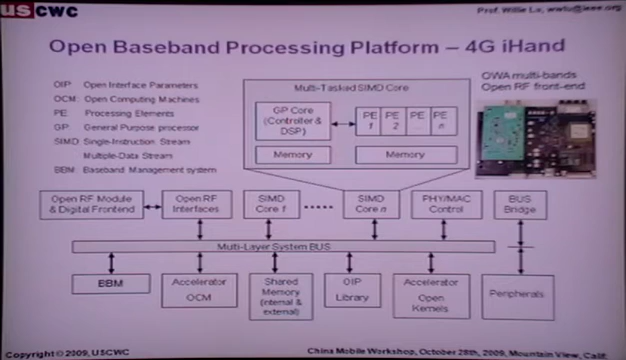 USCWC
Prof. Willie Lu, wwlu@ieee.org
Open Baseband Processing Platform – 4G iHand
OIP Open Interface Parameters
OCM: Open Computing Machines
PE Processing Elements
GP General Purpose processor
SIMD Single-Instruction Stream
Multiple-Data Stream
BBM: Baseband Management system
Multi-Tasked SIMD Core
GP Core
(Controller &
DSP)
PE
1
PE
2
PE
PE
n
Memory
Memory
OWA multi-bands
Open RF front-end
Open RF Module
& Digital Frontend
Open RF
Interfaces
SIMD
Core 1
......
SIMD
Core n
PHY/MAC
Control
BUS
Bridge
Multi-Layer System BUS
BBM
Accelerator
OCM
Shared
Memory
(internal &
external)
OIP
Library
Accelerator
Open
Kernels
Peripherals
Copyright © 2009, USCWC
China Mobile Workshop, October 28th, 2009, Mountain View, Calif.